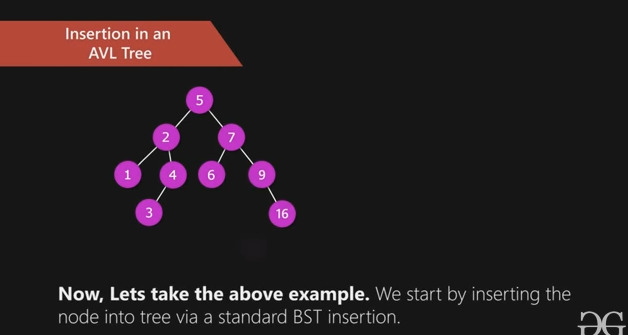 Insertion in an
AVL Tree
5
2 7
1 4 6 9
3 16
Now, Lets take the above example. We start by inserting the
node into tree via a standard BST insertion.